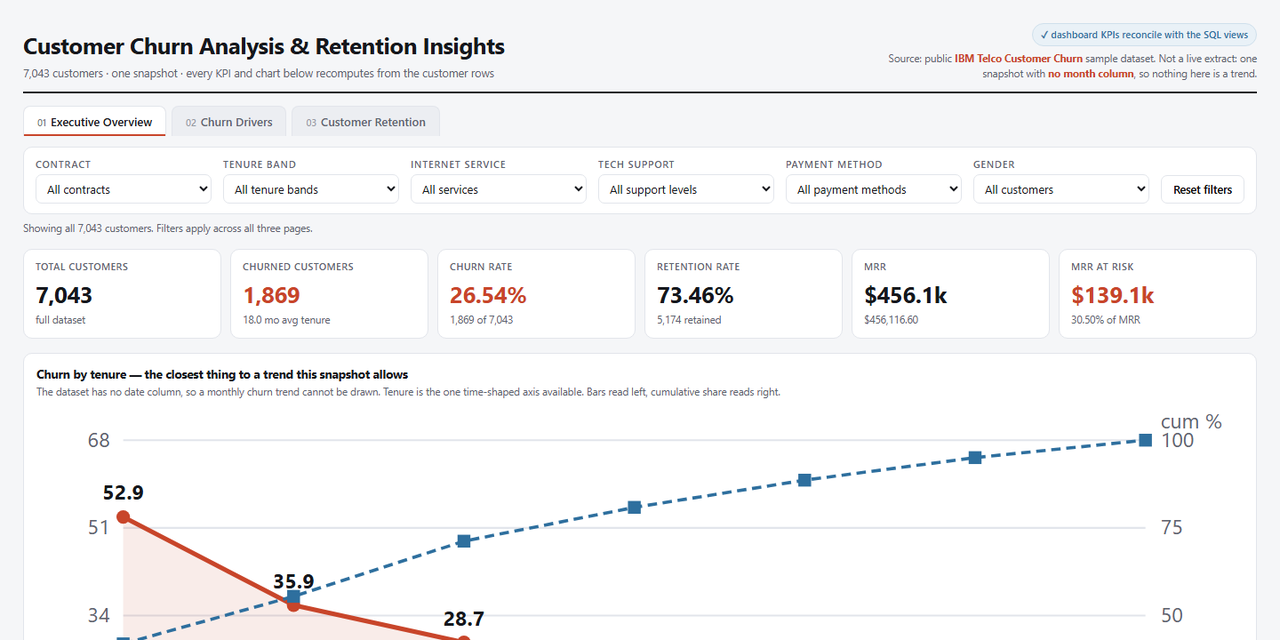 Customer Churn Analysis & Retention Insights
7,043 customers · one snapshot · every KPI and chart below recomputes from the customer rows
✓ dashboard KPIs reconcile with the SQL views
Source: public IBM Telco Customer Churn sample dataset. Not a live extract: one
snapshot with no month column, so nothing here is a trend.
01 Executive Overview
02 Churn Drivers
03 Customer Retention
CONTRACT
All contracts
TENURE BAND
All tenure bands
INTERNET SERVICE
All services
TECH SUPPORT
All support levels
PAYMENT METHOD
All payment methods
GENDER
All customers
Reset filters
Showing all 7,043 customers. Filters apply across all three pages.
TOTAL CUSTOMERS
7,043
full dataset
CHURNED CUSTOMERS
1,869
18.0 mo avg tenure
CHURN RATE
26.54%
1,869 of 7,043
RETENTION RATE
73.46%
5,174 retained
MRR
$456.1k
$456,116.60
MRR AT RISK
$139.1k
30.50% of MRR
Churn by tenure — the closest thing to a trend this snapshot allows
The dataset has no date column, so a monthly churn trend cannot be drawn. Tenure is the one time-shaped axis available. Bars read left, cumulative share reads right.
cum %
68
100
52.9
51
75
35.9
34
28.7
50